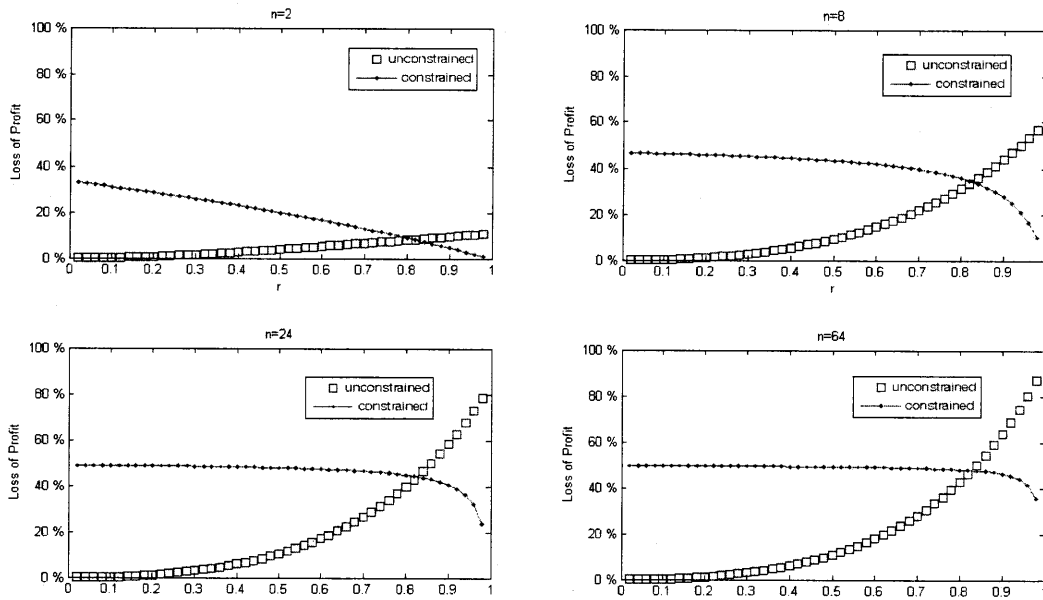 n=2
100 %
80 %
60 %
40 %
20 %
0 %
Loss of Profit
unconstrained
constrained
0 0.1 0.2 0.3 0.4 0.5 0.6 0.7 0.8 0.9 1
r
n=8
100 %
80 %
60 %
40 %
20 %
0 %
Loss of Profit
unconstrained
constrained
0 0.1 0.2 0.3 0.4 0.5 0.6 0.7 0.8 0.9
r
n=24
100 %
80 %
60 %
40 %
20 %
0 %
Loss of Profit
unconstrained
constrained
0 0.1 0.2 0.3 0.4 0.5 0.6 0.7 0.8 0.9 1
n=64
100 %
80 %
60 %
40 %
20 %
0 %
Loss of Profit
unconstrained
constrained
0 0.1 0.2 0.3 0.4 0.5 0.6 0.7 0.8 0.9